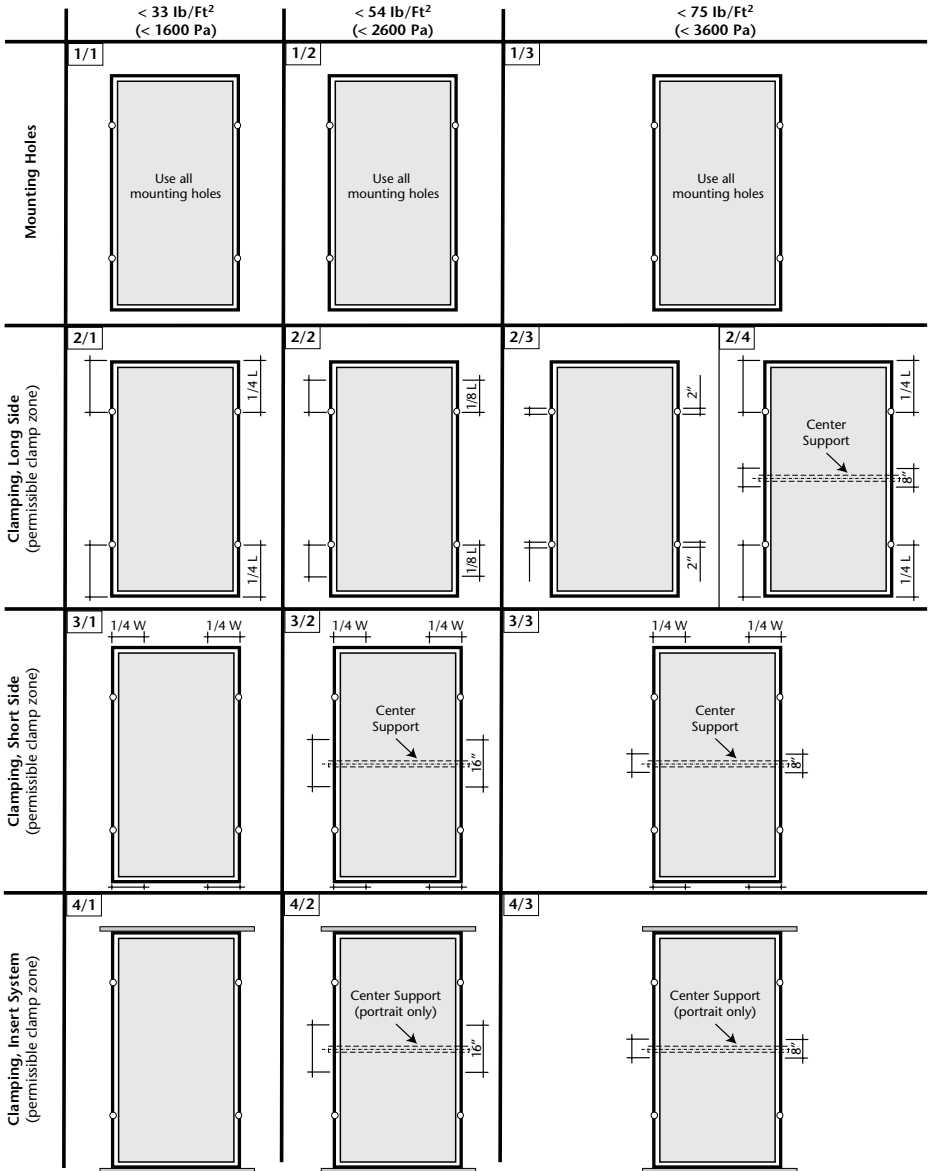 < 33 lb/Ft²
(< 1600 Pa)
< 54 lb/Ft²
(< 2600 Pa)
< 75 lb/Ft²
(< 3600 Pa)
Mounting Holes
1/1
Use all
mounting holes
1/2
Use all
mounting holes
1/3
Use all
mounting holes
Clamping, Long Side
(permissible clamp zone)
2/1
1/4 L
1/4 L
2/2
1/8 L
1/8 L
2/3
2"
2"
2/4
1/4 L
Center
Support
8"
1/4 L
Clamping, Short Side
(permissible clamp zone)
3/1
1/4 W 1/4 W
3/2
1/4 W 1/4 W
Center
Support
16"
3/3
1/4 W 1/4 W
Center
Support
8"
Clamping, Insert System
(permissible clamp zone)
4/1
4/2
Center Support
(portrait only)
16"
4/3
Center Support
(portrait only)
8"